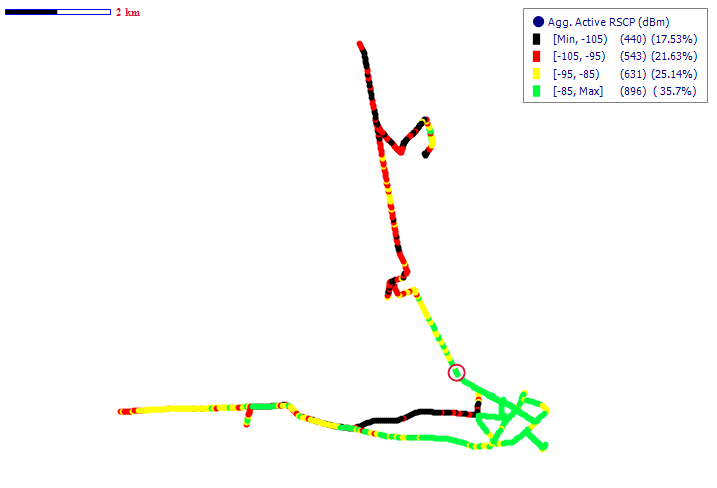 2 km
Agg. Active RSCP (dBm)
[Min, -105) (440) (17.53%)
[-105, -95) (543) (21.63%)
[-95, -85) (631) (25.14%)
[-85, Max] (896) ( 35.7%)